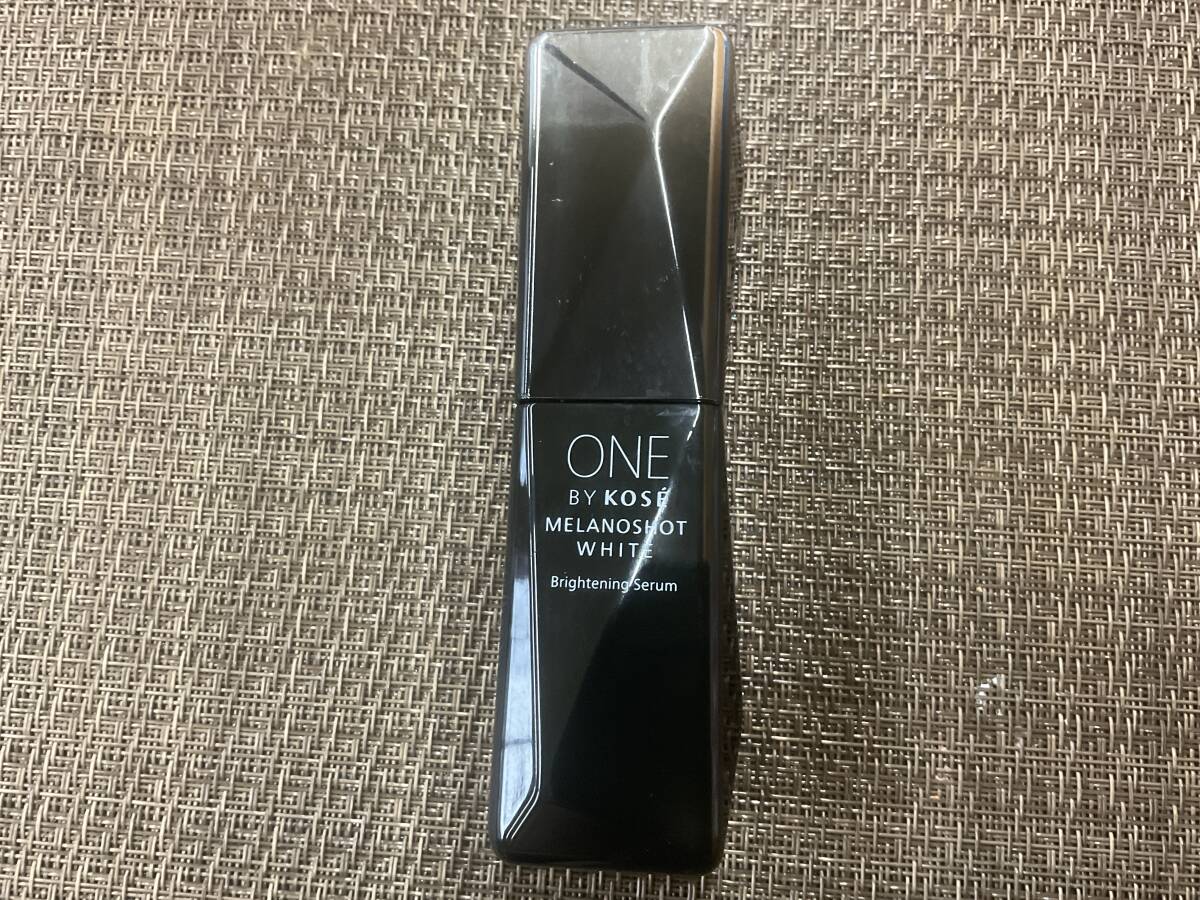 ONE
BY KOSÉ
MELANOSHOT
WHITE
Brightening Serum